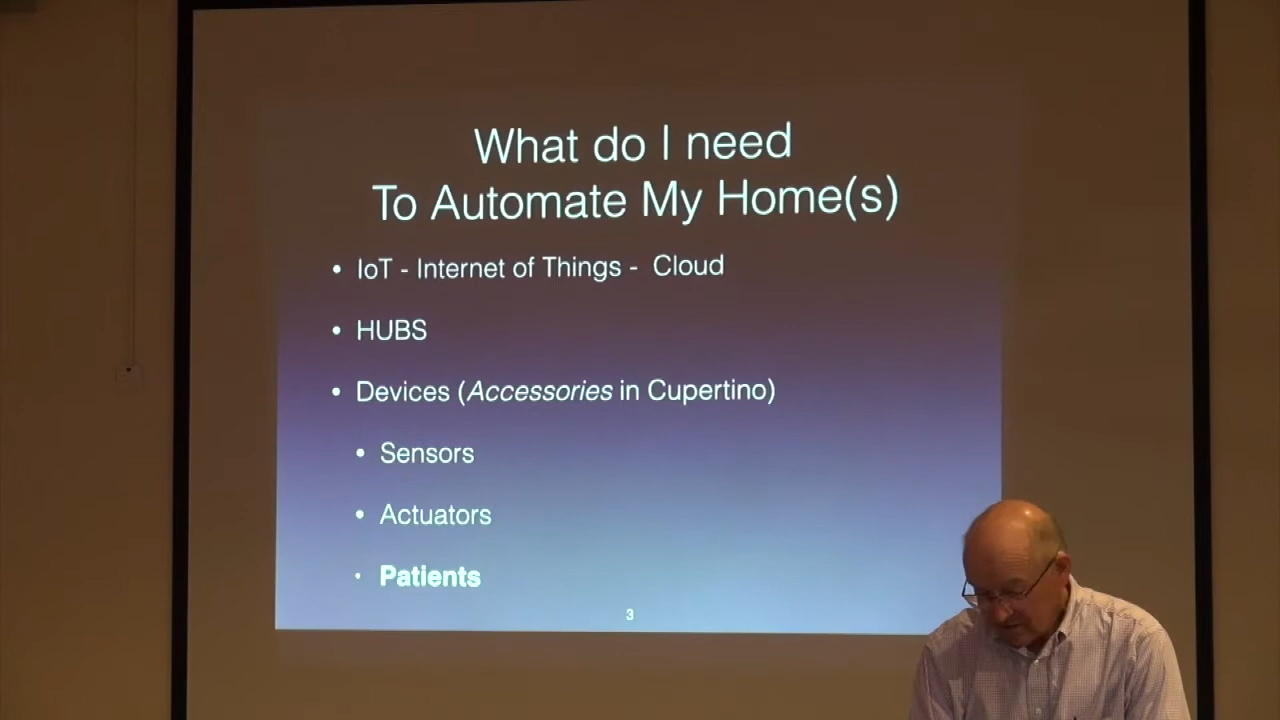 What do I need
To Automate My Home(s)
• IoT - Internet of Things - Cloud
• HUBS
• Devices (Accessories in Cupertino)
• Sensors
• Actuators
• Patients
3